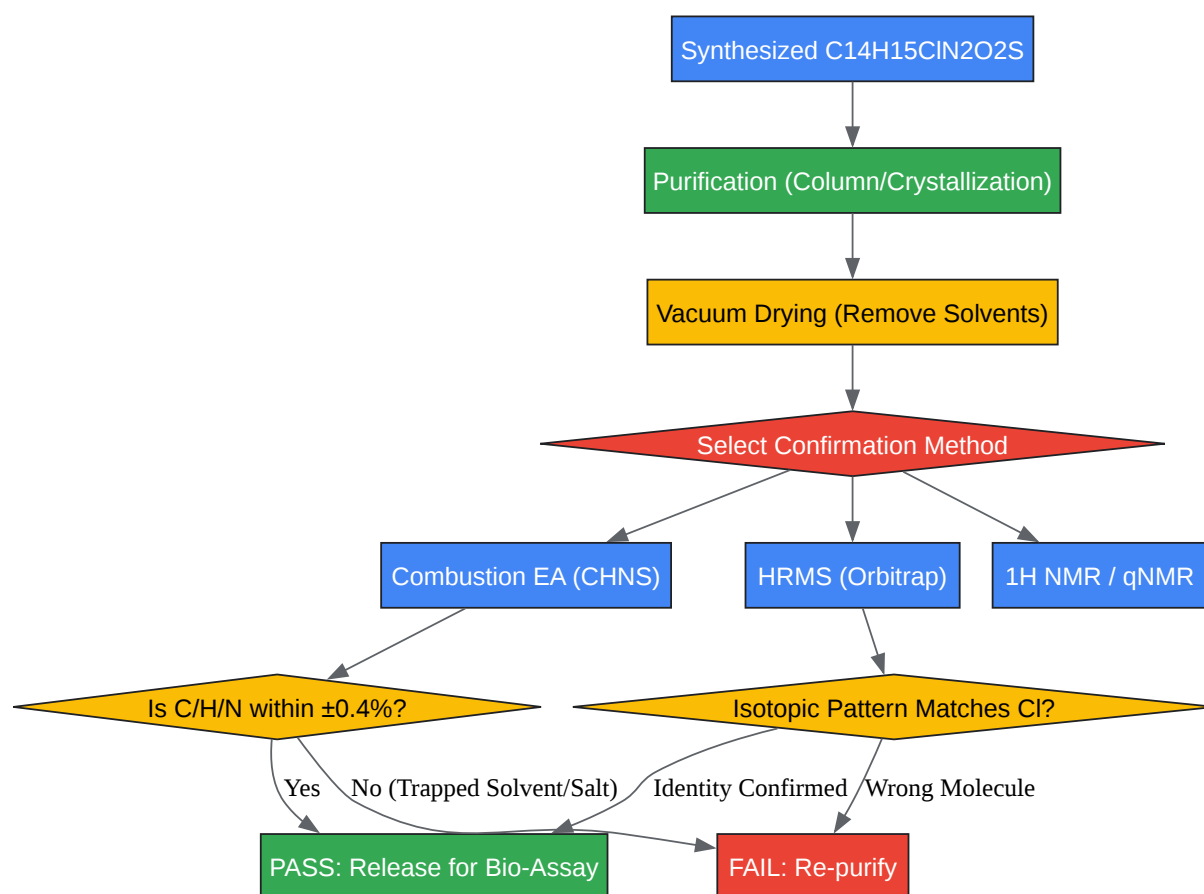 Synthesized C14H15ClN2O2S
Purification (Column/Crystallization)
Vacuum Drying (Remove Solvents)
Select Confirmation Method
Combustion EA (CHNS)
HRMS (Orbitrap)
1H NMR / qNMR
Is C/H/N within ±0.4%?
Isotopic Pattern Matches Cl?
Yes
No (Trapped Solvent/Salt)
Identity Confirmed
Wrong Molecule
PASS: Release for Bio-Assay
FAIL: Re-purify